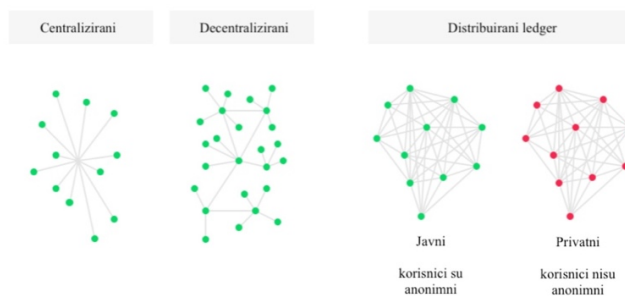 Centralizirani
Decentralizirani
Distribuirani ledger
Javni
korisnici su
anonimni
Privatni
korisnici nisu
anonimni